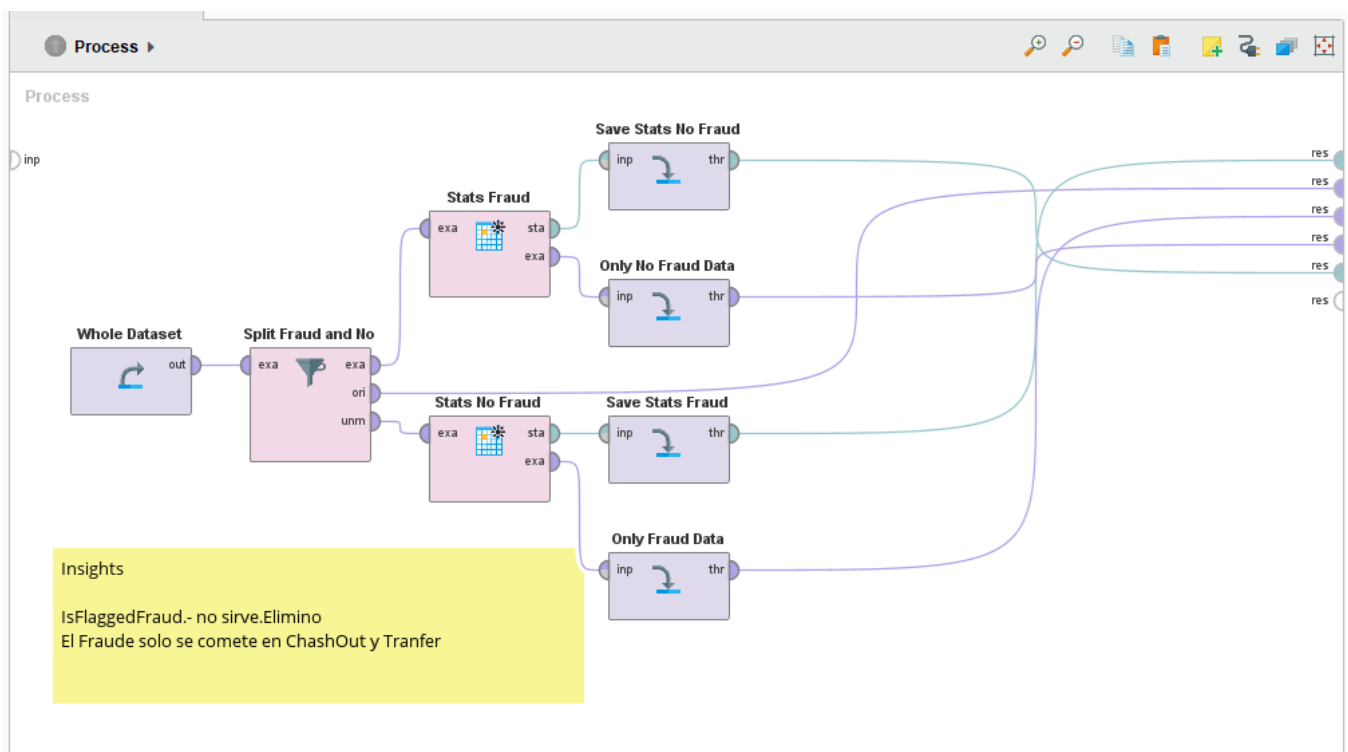 Process
Process
inp
Save Stats No Fraud
inp thr
res
res
res
res
res
res
Stats Fraud
exa sta
exa
Only No Fraud Data
inp thr
Whole Dataset
out
Split Fraud and No
exa exa
ori
unm
Stats No Fraud
exa sta
exa
Save Stats Fraud
inp thr
Only Fraud Data
inp thr
Insights
IsFlaggedFraud.- no sirve.Elimino
El Fraude solo se comete en ChashOut y Tranfer